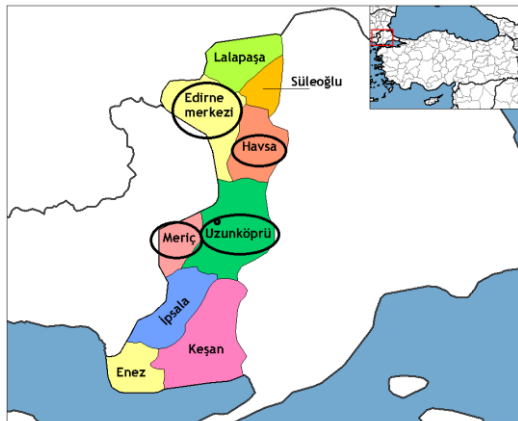 Lalapaşa
Süleoğlu
Edirne
merkezi
Havsa
Meriç
Uzunköprü
İpsala
Keşan
Enez